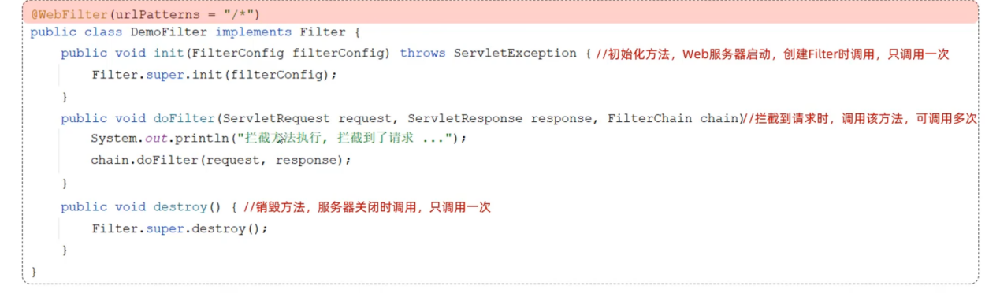 @WebFilter(urlPatterns = "/*")
public class DemoFilter implements Filter {
public void init(FilterConfig filterConfig) throws ServletException { //初始化方法，Web服务器启动，创建Filter时调用，只调用一次
Filter.super.init(filterConfig);
}
public void doFilter(ServletRequest request, ServletResponse response, FilterChain chain)//拦截到请求时，调用该方法，可调用多次
System.out.println("拦截方法执行, 拦截到了请求 ...");
chain.doFilter(request, response);
}
public void destroy() { //销毁方法，服务器关闭时调用，只调用一次
Filter.super.destroy();
}
}